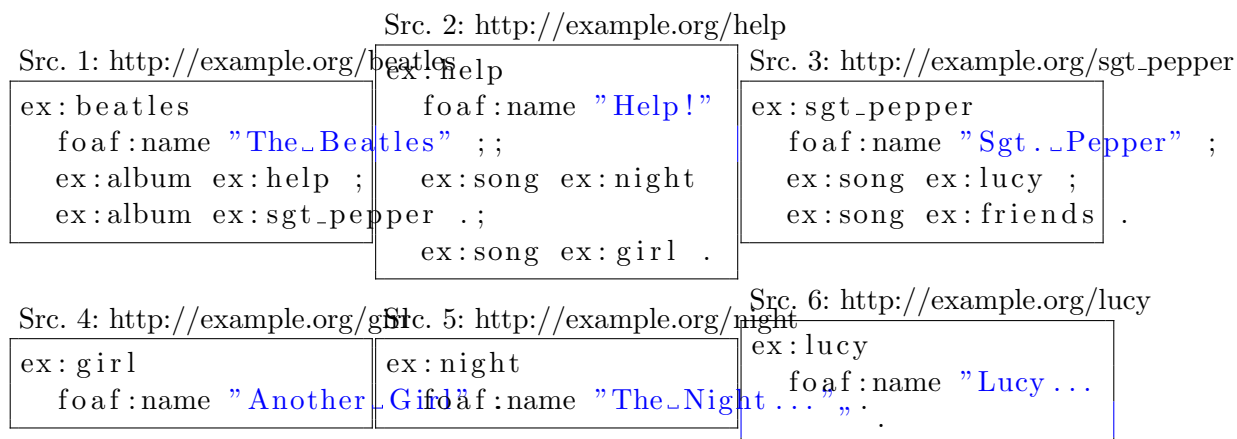 Src. 1: http://example.org/beatles
ex:beatles
foaf:name "The␣Beatles" ;
ex:album ex:help ;
ex:album ex:sgt_pepper .
Src. 2: http://example.org/help
ex:help
foaf:name "Help!"
;
ex:song ex:night
;
ex:song ex:girl .
Src. 3: http://example.org/sgt_pepper
ex:sgt_pepper
foaf:name "Sgt.␣Pepper" ;
ex:song ex:lucy ;
ex:song ex:friends .
Src. 4: http://example.org/girl
ex:girl
foaf:name "Another␣Girl" .
Src. 5: http://example.org/night
ex:night
foaf:name "The␣Night..." .
Src. 6: http://example.org/lucy
ex:lucy
foaf:name "Lucy...
" .